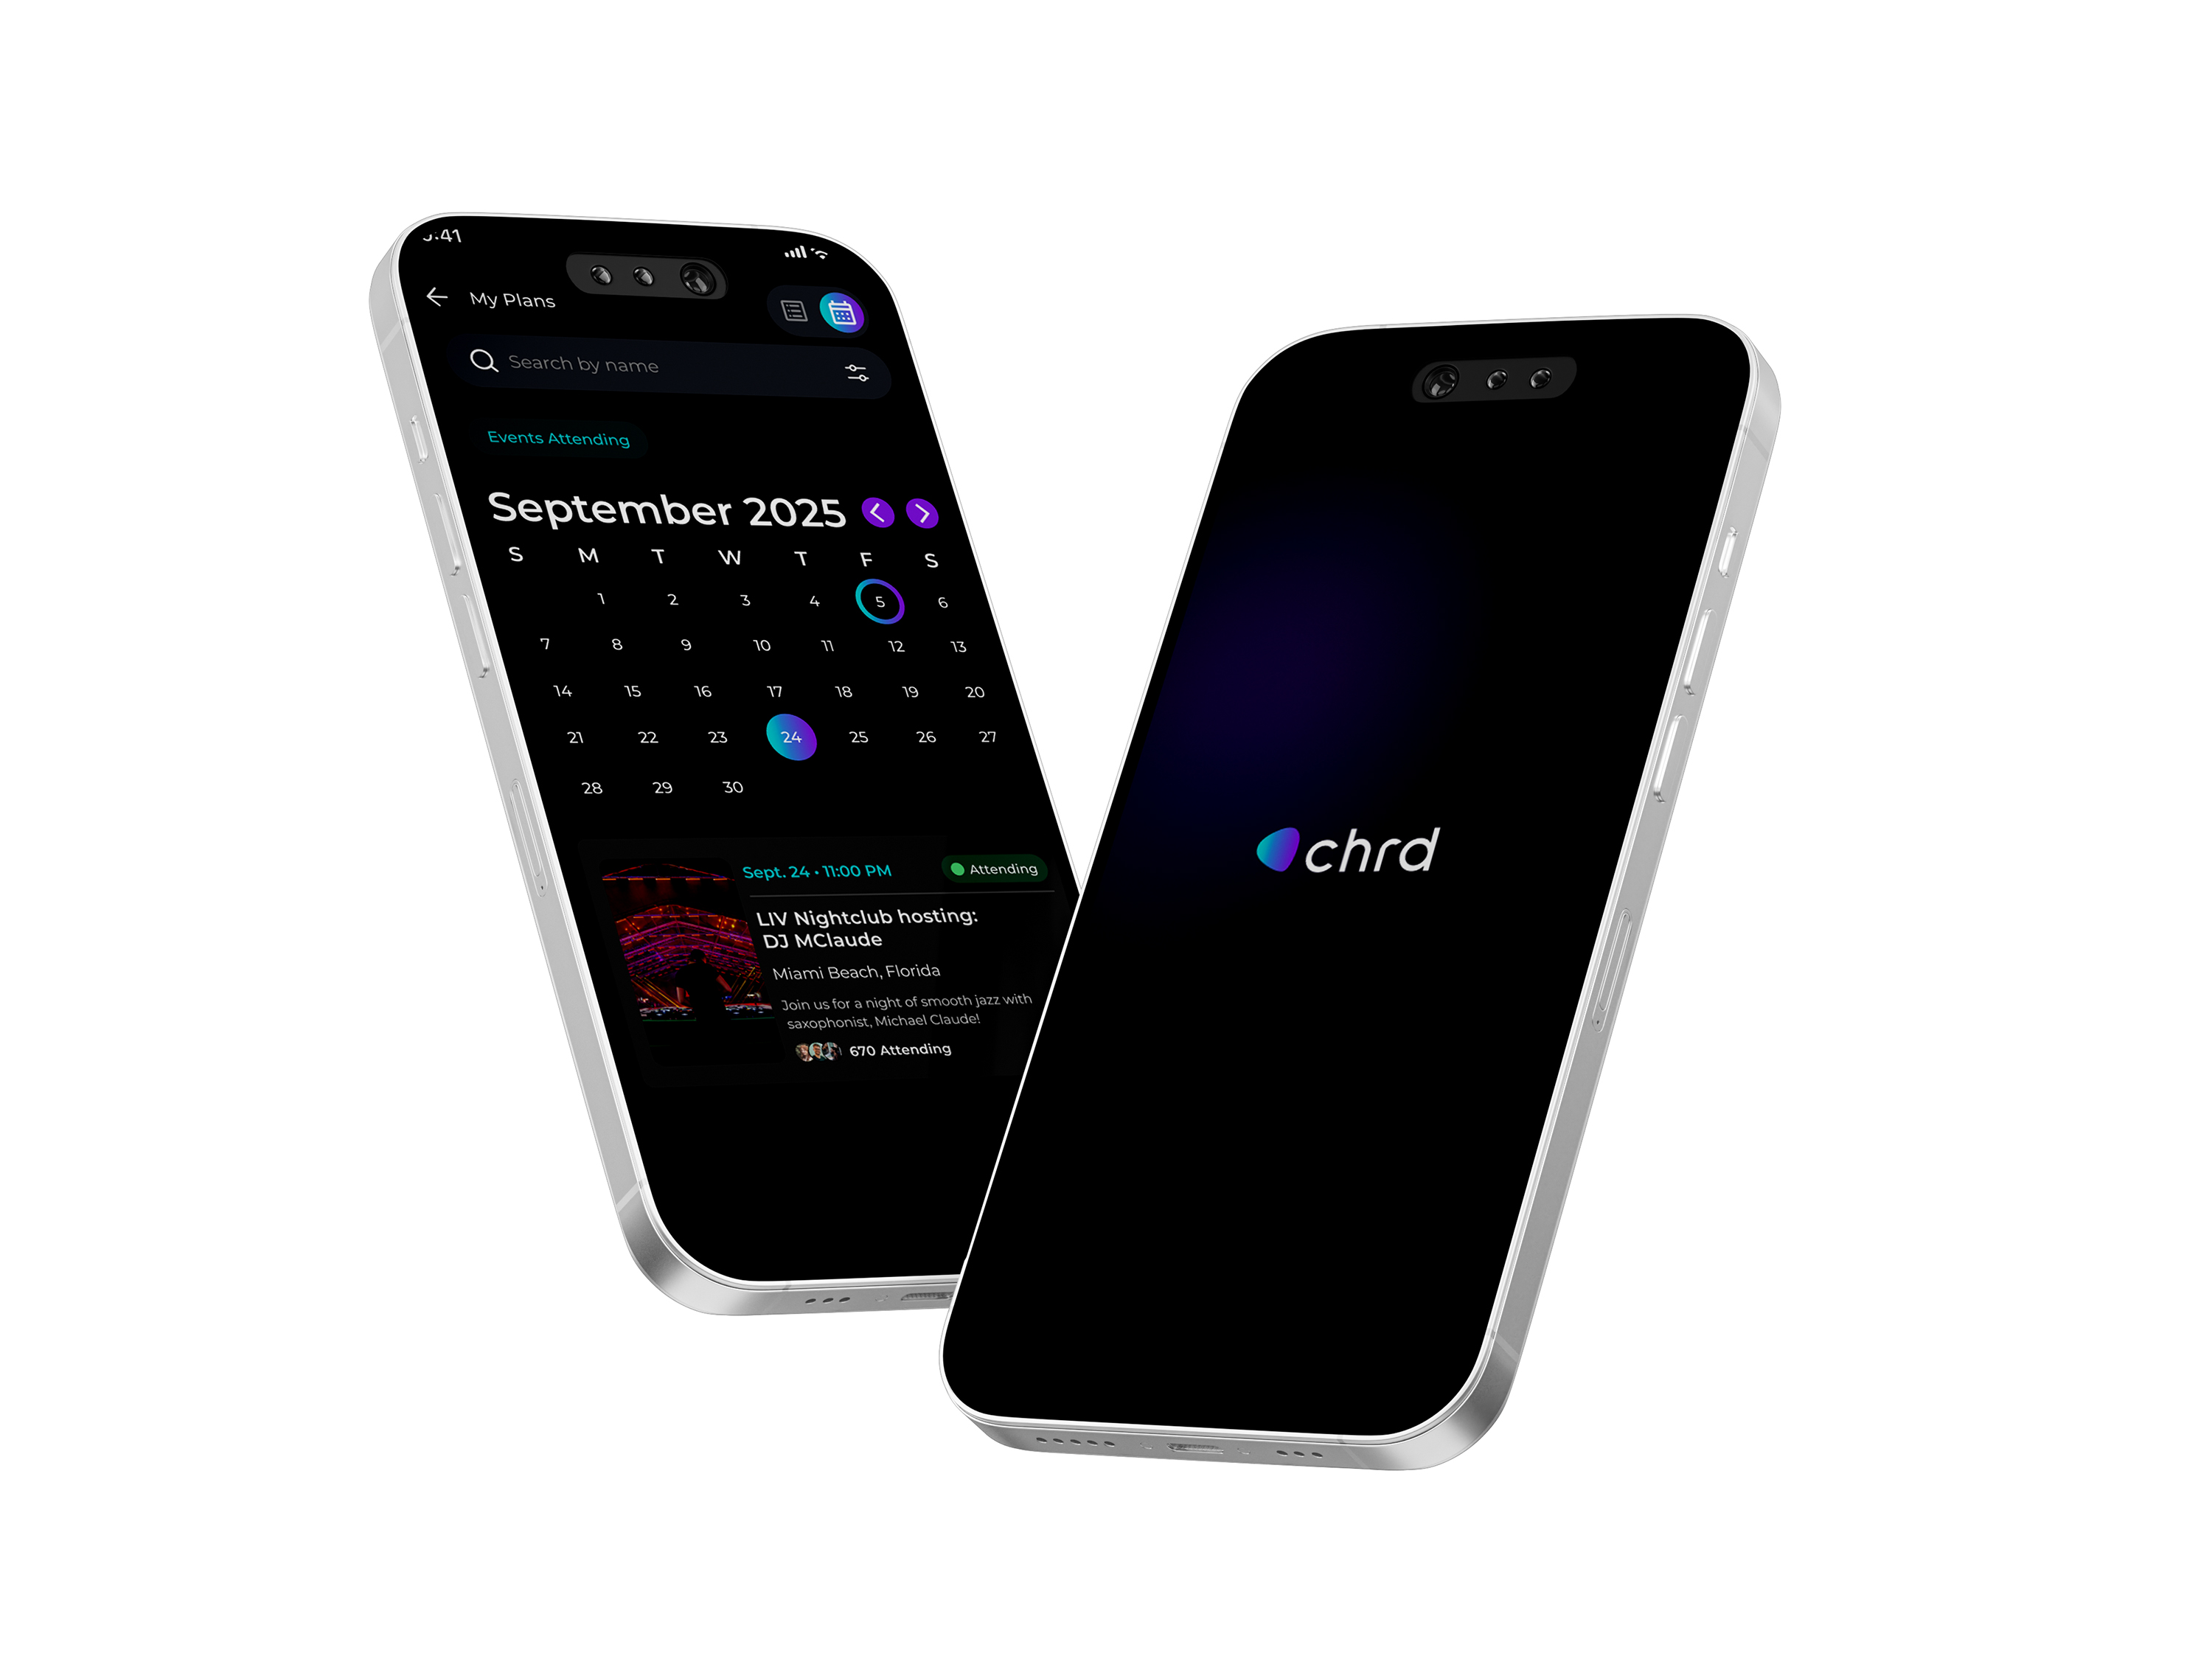 My Plans
Search by name
Events Attending
September 2025
S M T W T F S
1 2 3 4 5 6
7 8 9 10 11 12 13
14 15 16 17 18 19 20
21 22 23 24 25 26 27
28 29 30
Sept. 24 • 11:00 PM
Attending
LIV Nightclub hosting:
DJ MClaude
Miami Beach, Florida
Join us for a night of smooth jazz with
saxophonist, Michael Claude!
670 Attending
chrd